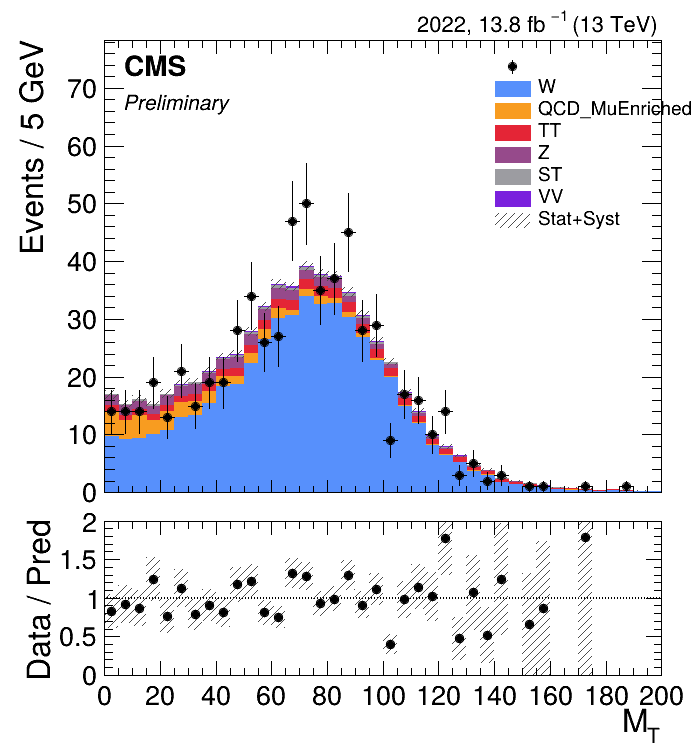 2022, 13.8 fb⁻¹ (13 TeV)
CMS
Preliminary
W
QCD_MuEnriched
TT
Z
ST
VV
Stat+Syst
Events / 5 GeV
70
60
50
40
30
20
10
0
Data / Pred
2
1.5
1
0.5
0
0 20 40 60 80 100 120 140 160 180 200
M_T